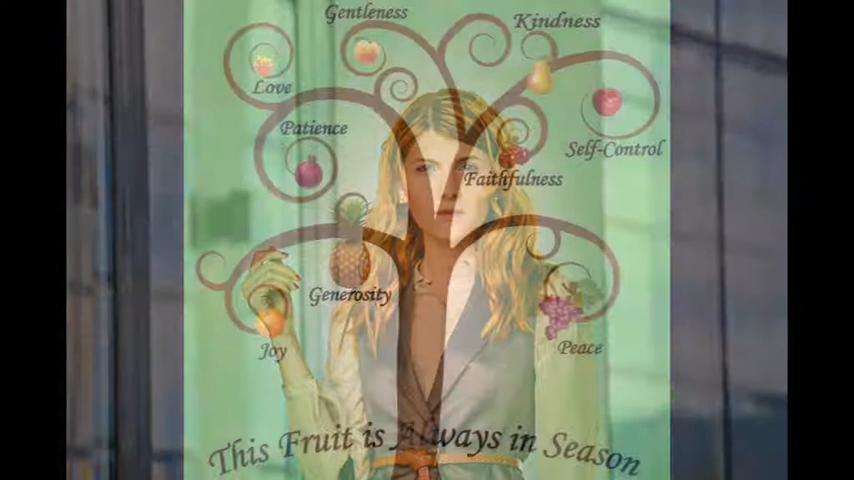 Gentleness
Kindness
Love
Patience
Self-Control
Faithfulness
Generosity
Joy
Peace
This Fruit is Always in Season